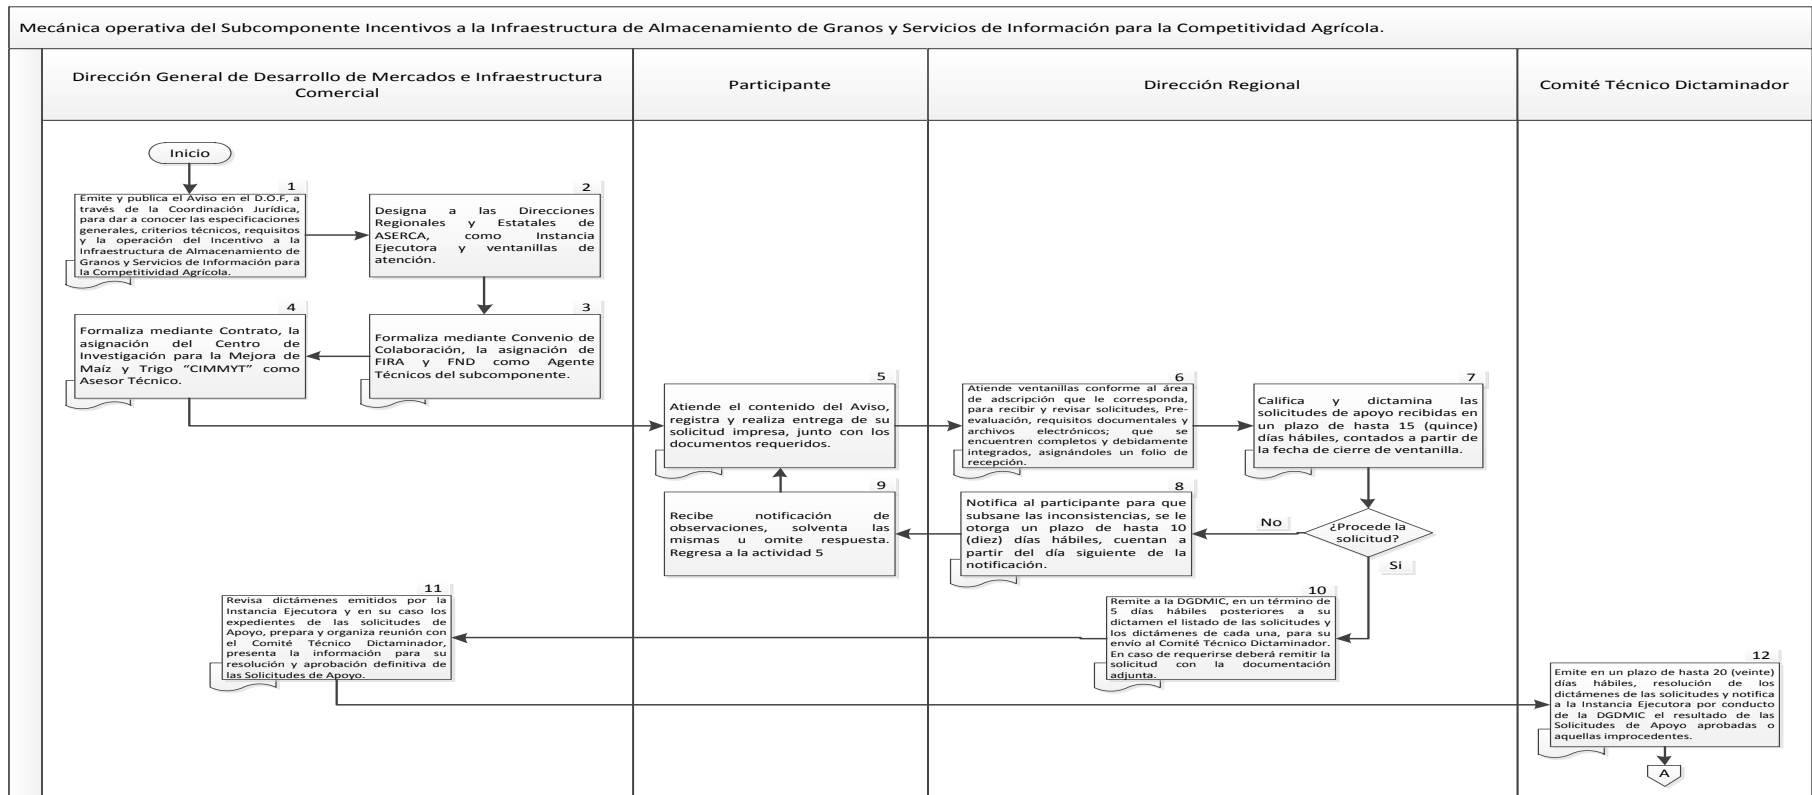 Mecánica operativa del Subcomponente Incentivos a la Infraestructura de Almacenamiento de Granos y Servicios de Información para la Competitividad Agrícola.
Dirección General de Desarrollo de Mercados e Infraestructura
Comercial
Participante
Dirección Regional
Comité Técnico Dictaminador
Inicio
1
Emite y publica el Aviso en el D.O.F, a
través de la Coordinación Jurídica,
para dar a conocer las especificaciones
generales, criterios técnicos, requisitos
y la operación del Incentivo a la
Infraestructura de Almacenamiento de
Granos y Servicios de Información para
la Competitividad Agrícola.
2
Designa a las Direcciones
Regionales y Estatales de
ASERCA, como Instancia
Ejecutora y ventanillas de
atención.
3
Formaliza mediante Convenio de
Colaboración, la asignación de
FIRA y FND como Agente
Técnicos del subcomponente.
4
Formaliza mediante Contrato, la
asignación del Centro de
Investigación para la Mejora de
Maíz y Trigo “CIMMYT” como
Asesor Técnico.
5
Atiende el contenido del Aviso,
registra y realiza entrega de su
solicitud impresa, junto con los
documentos requeridos.
6
Atiende ventanillas conforme al área
de adscripción que le corresponda,
para recibir y revisar solicitudes, Pre-
evaluación, requisitos documentales y
archivos electrónicos; que se
encuentren completos y debidamente
integrados, asignándoles un folio de
recepción.
7
Califica y dictamina las
solicitudes de apoyo recibidas en
un plazo de hasta 15 (quince)
días hábiles, contados a partir de
la fecha de cierre de ventanilla.
¿Procede la
solicitud?
No
Si
8
Notifica al participante para que
subsane las inconsistencias, se le
otorga un plazo de hasta 10
(diez) días hábiles, cuentan a
partir del día siguiente de la
notificación.
9
Recibe notificación de
observaciones, solventa las
mismas u omite respuesta.
Regresa a la actividad 5
10
Remite a la DGDMIC, en un término de
5 días hábiles posteriores a su
dictamen el listado de las solicitudes y
los dictámenes de cada una, para su
envío al Comité Técnico Dictaminador.
En caso de requerirse deberá remitir la
solicitud con la documentación
adjunta.
11
Revisa dictámenes emitidos por la
Instancia Ejecutora y en su caso los
expedientes de las solicitudes de
Apoyo, prepara y organiza reunión con
el Comité Técnico Dictaminador,
presenta la información para su
resolución y aprobación definitiva de
las Solicitudes de Apoyo.
12
Emite en un plazo de hasta 20 (veinte)
días hábiles, resolución de los
dictámenes de las solicitudes y notifica
a la Instancia Ejecutora por conducto
de la DGDMIC el resultado de las
Solicitudes de Apoyo aprobadas o
aquellas improcedentes.
A